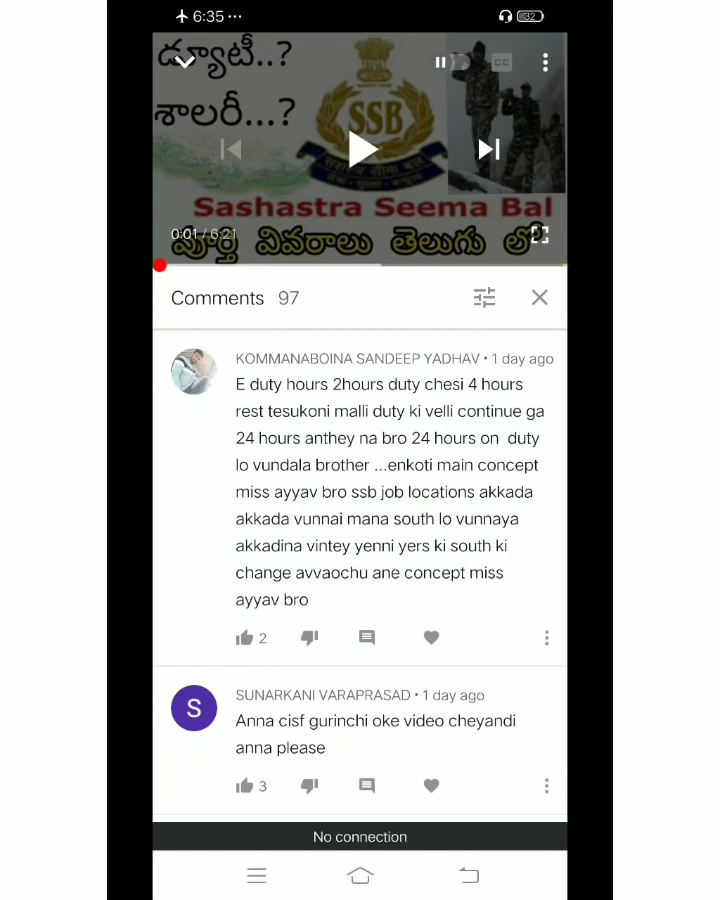 6:35 ...
32
డ్యూటీ..?
CC
శాలరీ...?
SSB
Sashastra Seema Bal
0:01 / 6:21
పూర్తి వివరాలు తెలుగు లో
Comments 97
KOMMANABOINA SANDEEP YADHAV • 1 day ago
E duty hours 2hours duty chesi 4 hours
rest tesukoni malli duty ki velli continue ga
24 hours anthey na bro 24 hours on duty
lo vundala brother ...enkoti main concept
miss ayyav bro ssb job locations akkada
akkada vunnai mana south lo vunnaya
akkadina vintey yenni yers ki south ki
change avvaochu ane concept miss
ayyav bro
2
S
SUNARKANI VARAPRASAD • 1 day ago
Anna cisf gurinchi oke video cheyandi
anna please
3
No connection